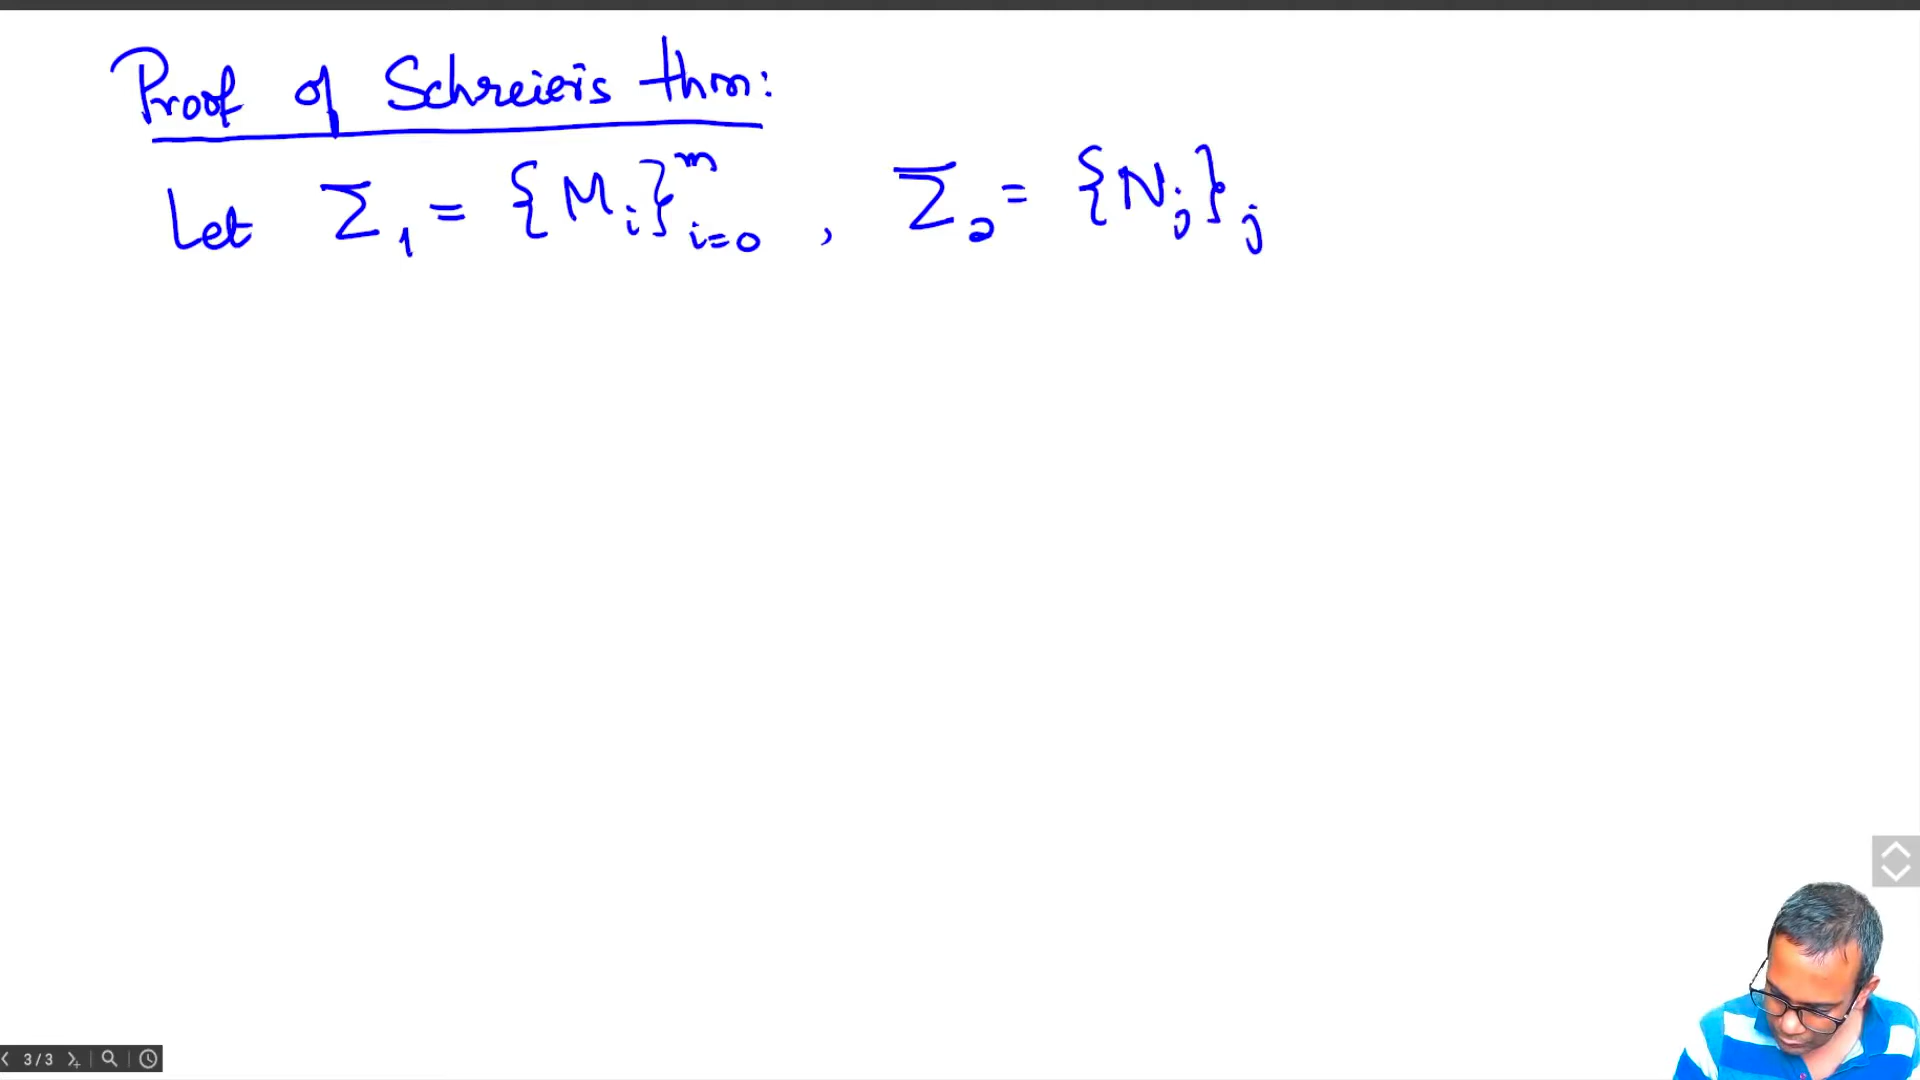 Proof of Schreier's thm:
Let Σ₁ = {Mᵢ}ᵐᵢ₌₀ , Σ₂ = {Nⱼ}ⱼ
3/3